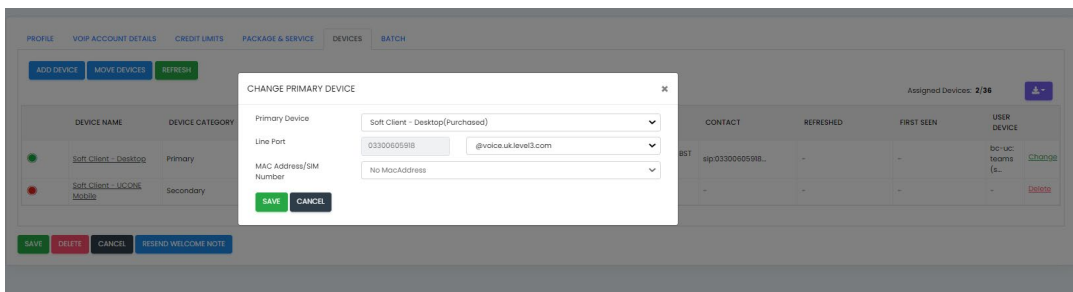 PROFILE VOIP ACCOUNT DETAILS CREDIT LIMITS PACKAGE & SERVICE DEVICES BATCH
ADD DEVICE MOVE DEVICES REFRESH
Assigned Devices: 2/36
CHANGE PRIMARY DEVICE
Primary Device Soft Client - Desktop(Purchased)
Line Port 03300605918 @voice.uk.level3.com
MAC Address/SIM
Number
No MacAddress
SAVE CANCEL
DEVICE NAME DEVICE CATEGORY CONTACT REFRESHED FIRST SEEN USER
DEVICE
Soft Client - Desktop Primary BST sip:03300605918... - - bc-uc:
teams
(s...
Change
Soft Client - UCONE
Mobile
Secondary - - - - Delete
SAVE DELETE CANCEL RESEND WELCOME NOTE